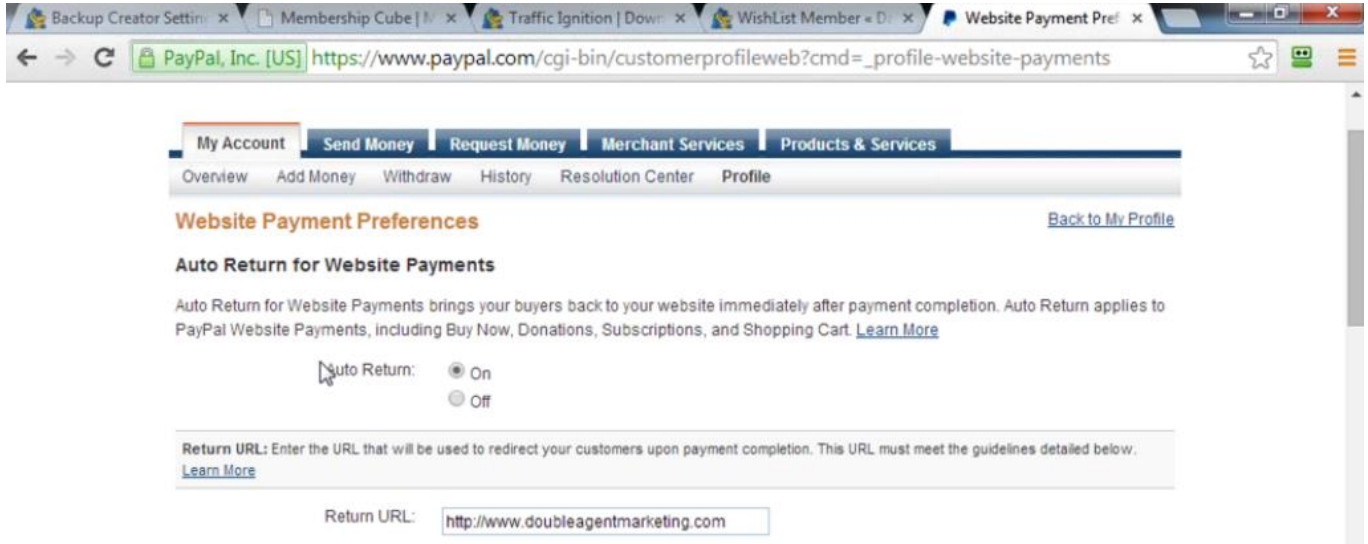 Backup Creator Settin
Membership Cube | M
Traffic Ignition | Down
WishList Member « D
Website Payment Pref
PayPal, Inc. [US] https://www.paypal.com/cgi-bin/customerprofileweb?cmd=_profile-website-payments
My Account Send Money Request Money Merchant Services Products & Services
Overview Add Money Withdraw History Resolution Center Profile
Website Payment Preferences
Back to My Profile
Auto Return for Website Payments
Auto Return for Website Payments brings your buyers back to your website immediately after payment completion. Auto Return applies to
PayPal Website Payments, including Buy Now, Donations, Subscriptions, and Shopping Cart. Learn More
Auto Return: On
Off
Return URL: Enter the URL that will be used to redirect your customers upon payment completion. This URL must meet the guidelines detailed below.
Learn More
Return URL: http://www.doubleagentmarketing.com